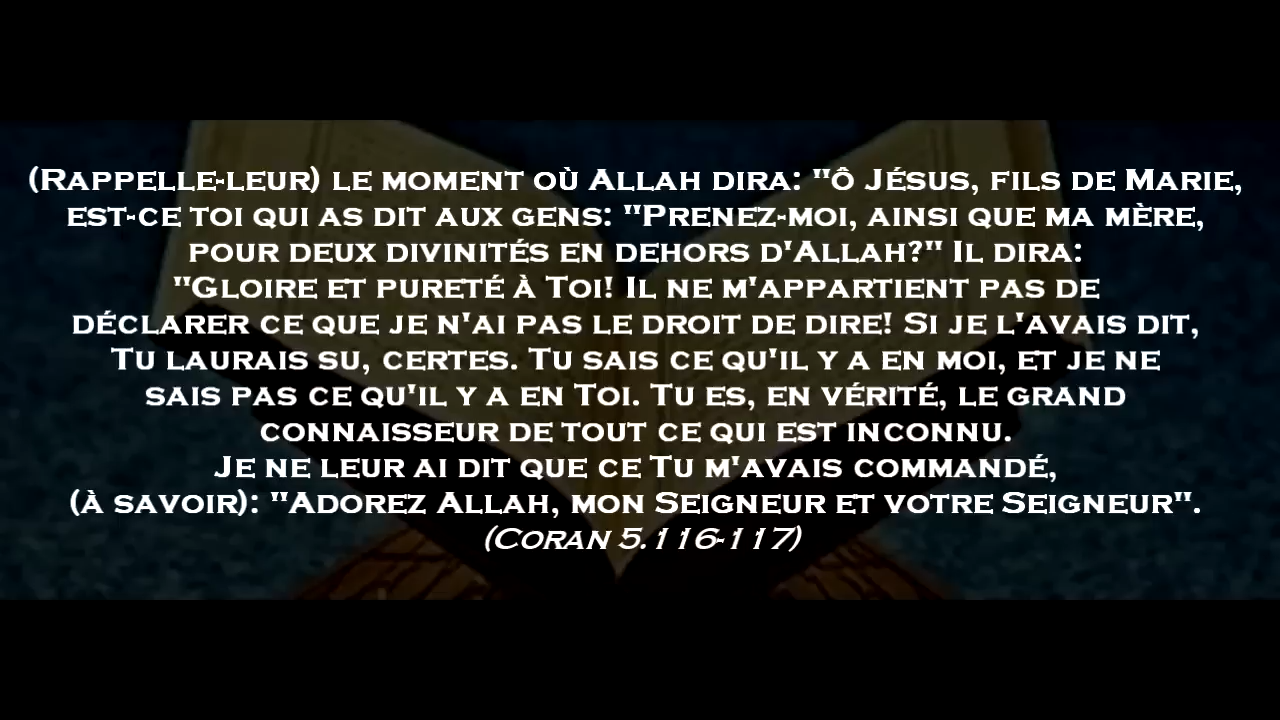 (Rappelle-leur) le moment où Allah dira: "ô Jésus, fils de Marie,
est-ce toi qui as dit aux gens: "Prenez-moi, ainsi que ma mère,
pour deux divinités en dehors d'Allah?" Il dira:
"Gloire et pureté à Toi! Il ne m'appartient pas de
déclarer ce que je n'ai pas le droit de dire! Si je l'avais dit,
Tu laurais su, certes. Tu sais ce qu'il y a en moi, et je ne
sais pas ce qu'il y a en Toi. Tu es, en vérité, le grand
connaisseur de tout ce qui est inconnu.
Je ne leur ai dit que ce Tu m'avais commandé,
(à savoir): "Adorez Allah, mon Seigneur et votre Seigneur".
(Coran 5.116-117)